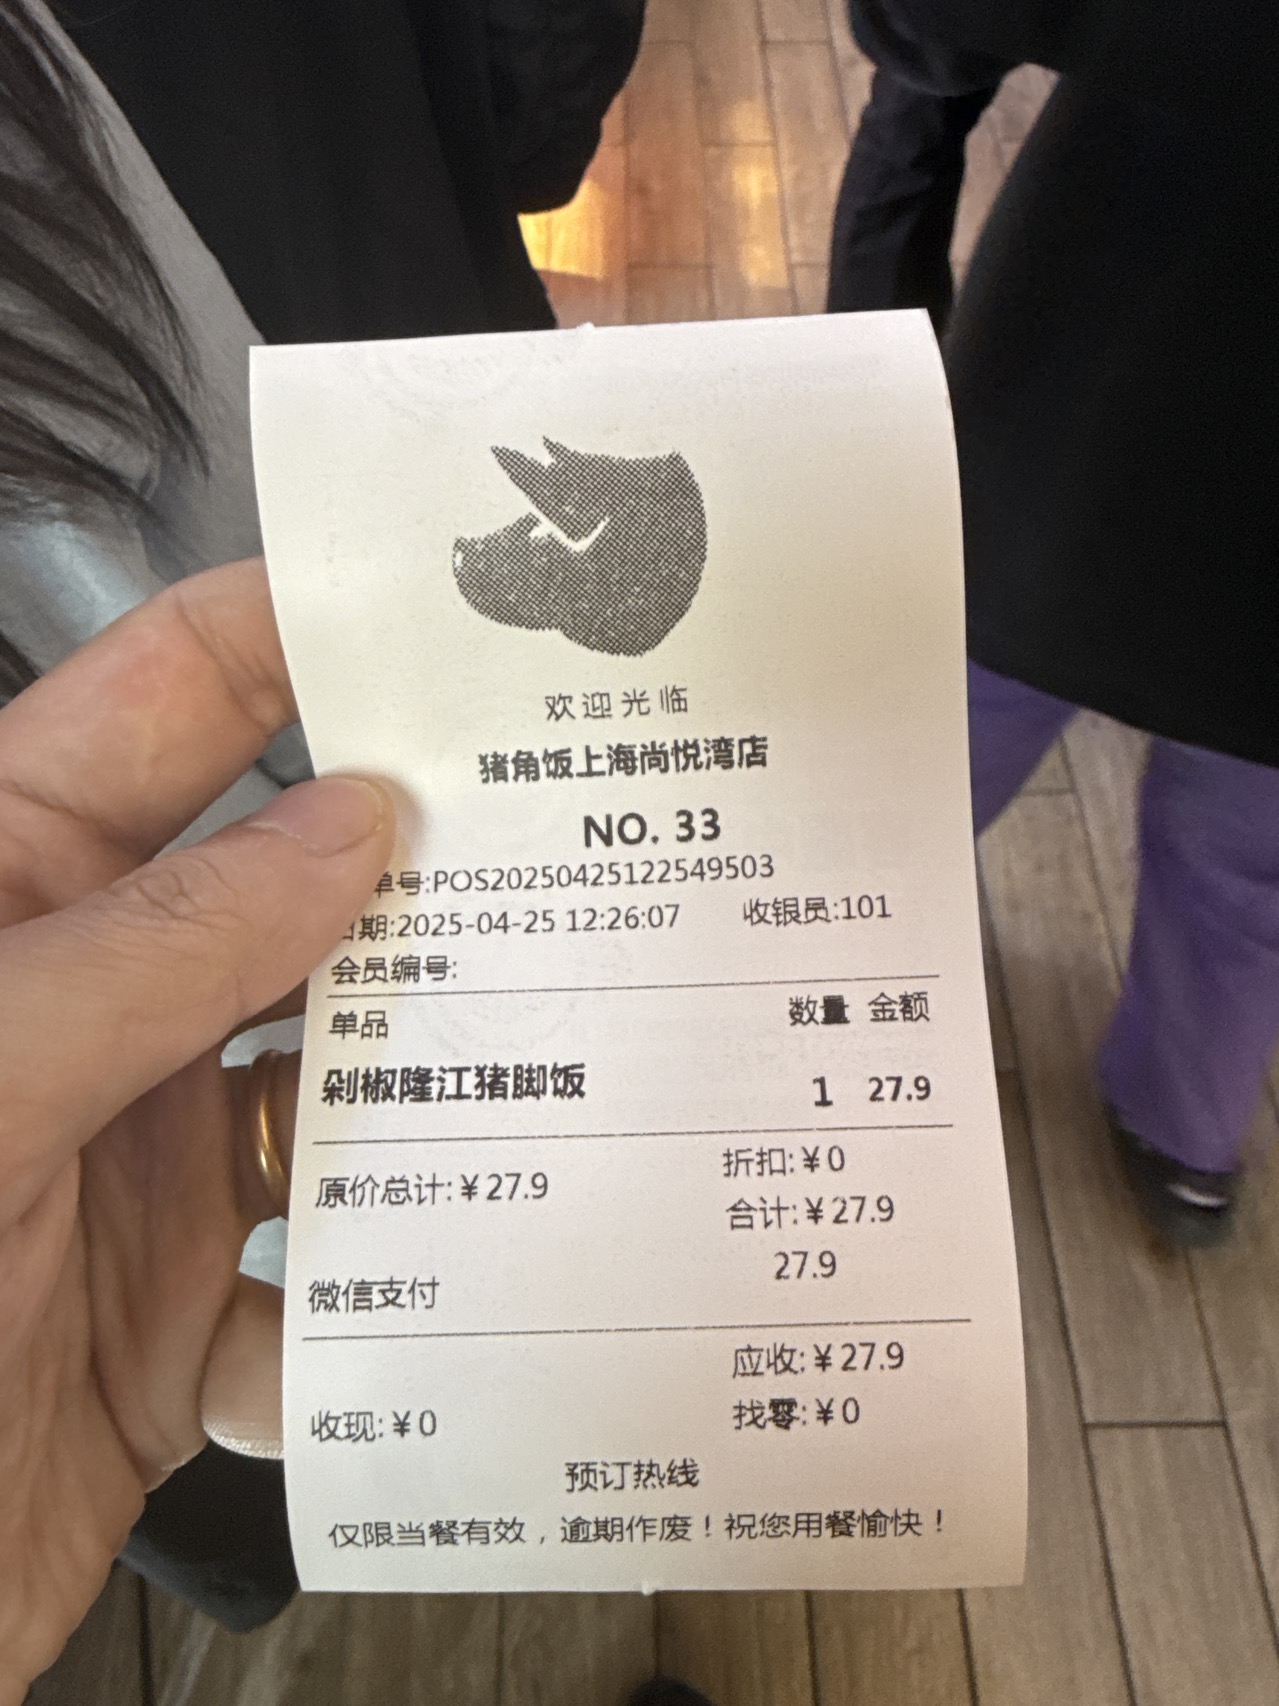 欢迎光临
猪角饭上海尚悦湾店
NO. 33
单号:POS20250425122549503
日期:2025-04-25 12:26:07 收银员:101
会员编号:
单品 数量 金额
剁椒隆江猪脚饭 1 27.9
原价总计:¥27.9 折扣:¥0
合计:¥27.9
27.9
微信支付
应收:¥27.9
收现:¥0 找零:¥0
预订热线
仅限当餐有效，逾期作废！祝您用餐愉快！